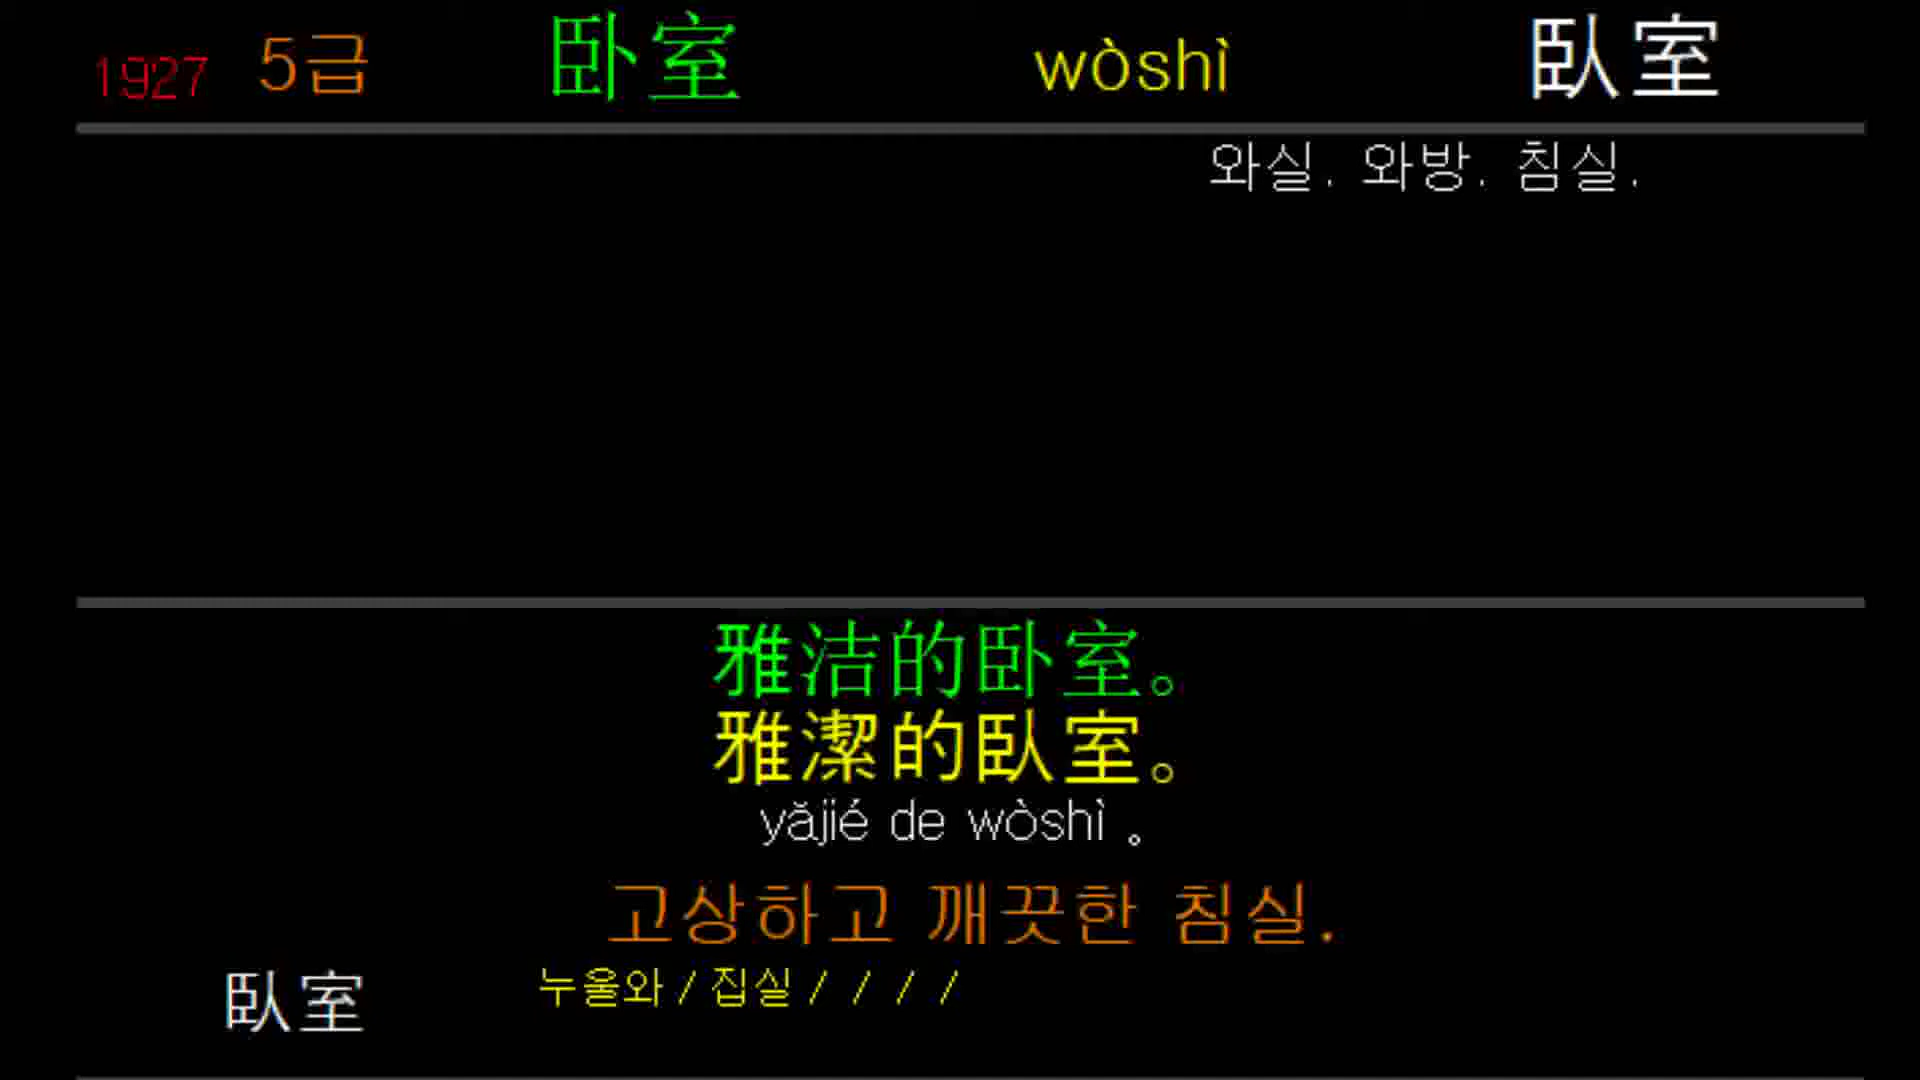 1927 5급 卧室 wòshì 臥室
와실. 와방. 침실.
雅洁的卧室。
雅潔的臥室。
yǎjié de wòshì 。
고상하고 깨끗한 침실.
臥室 누울와 / 집실 / / / /